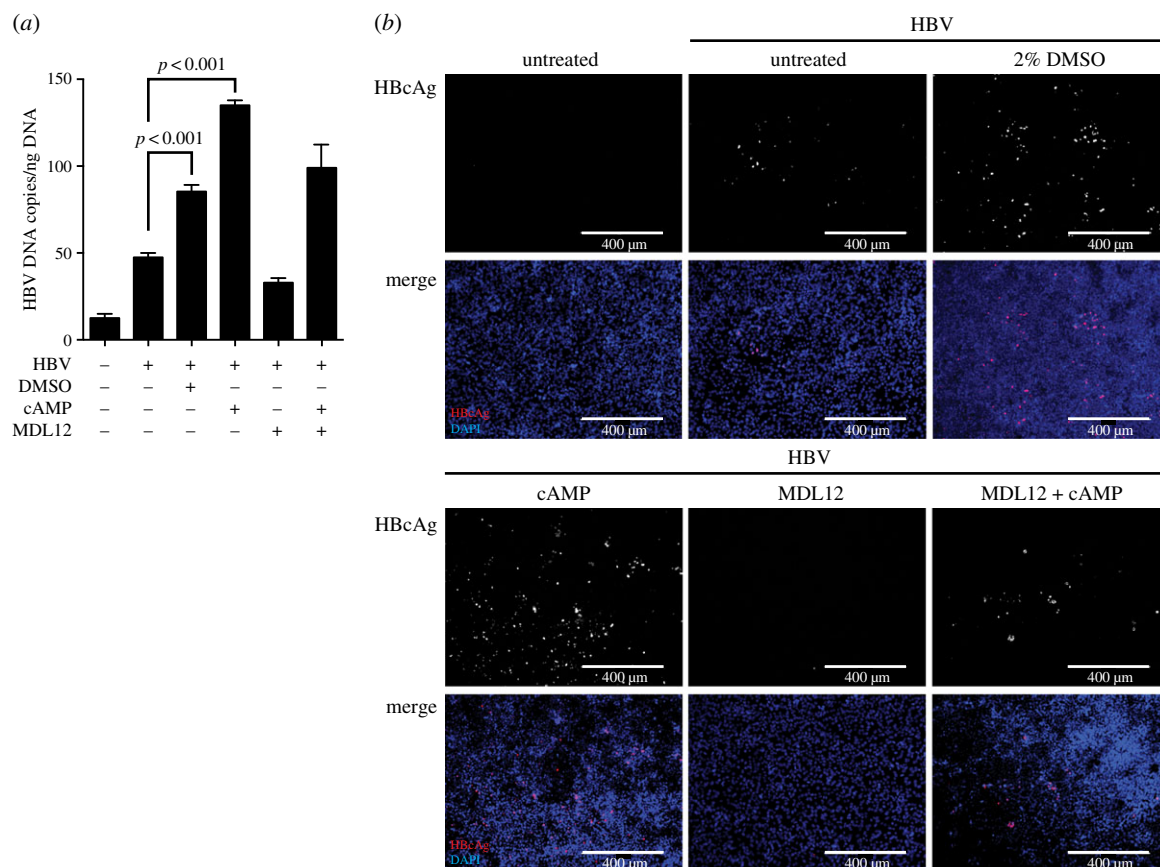 (a)
p < 0.001
p < 0.001
HBV DNA copies/ng DNA
150
100
50
0
HBV – + + + + +
DMSO – – + – – –
cAMP – – – + – +
MDL12 – – – – + +
(b)
HBV
untreated untreated 2% DMSO
HBcAg
400 µm 400 µm 400 µm
merge
HBcAg
DAPI
400 µm 400 µm 400 µm
HBV
cAMP MDL12 MDL12 + cAMP
HBcAg
400 µm 400 µm 400 µm
merge
HBcAg
DAPI
400 µm 400 µm 400 µm